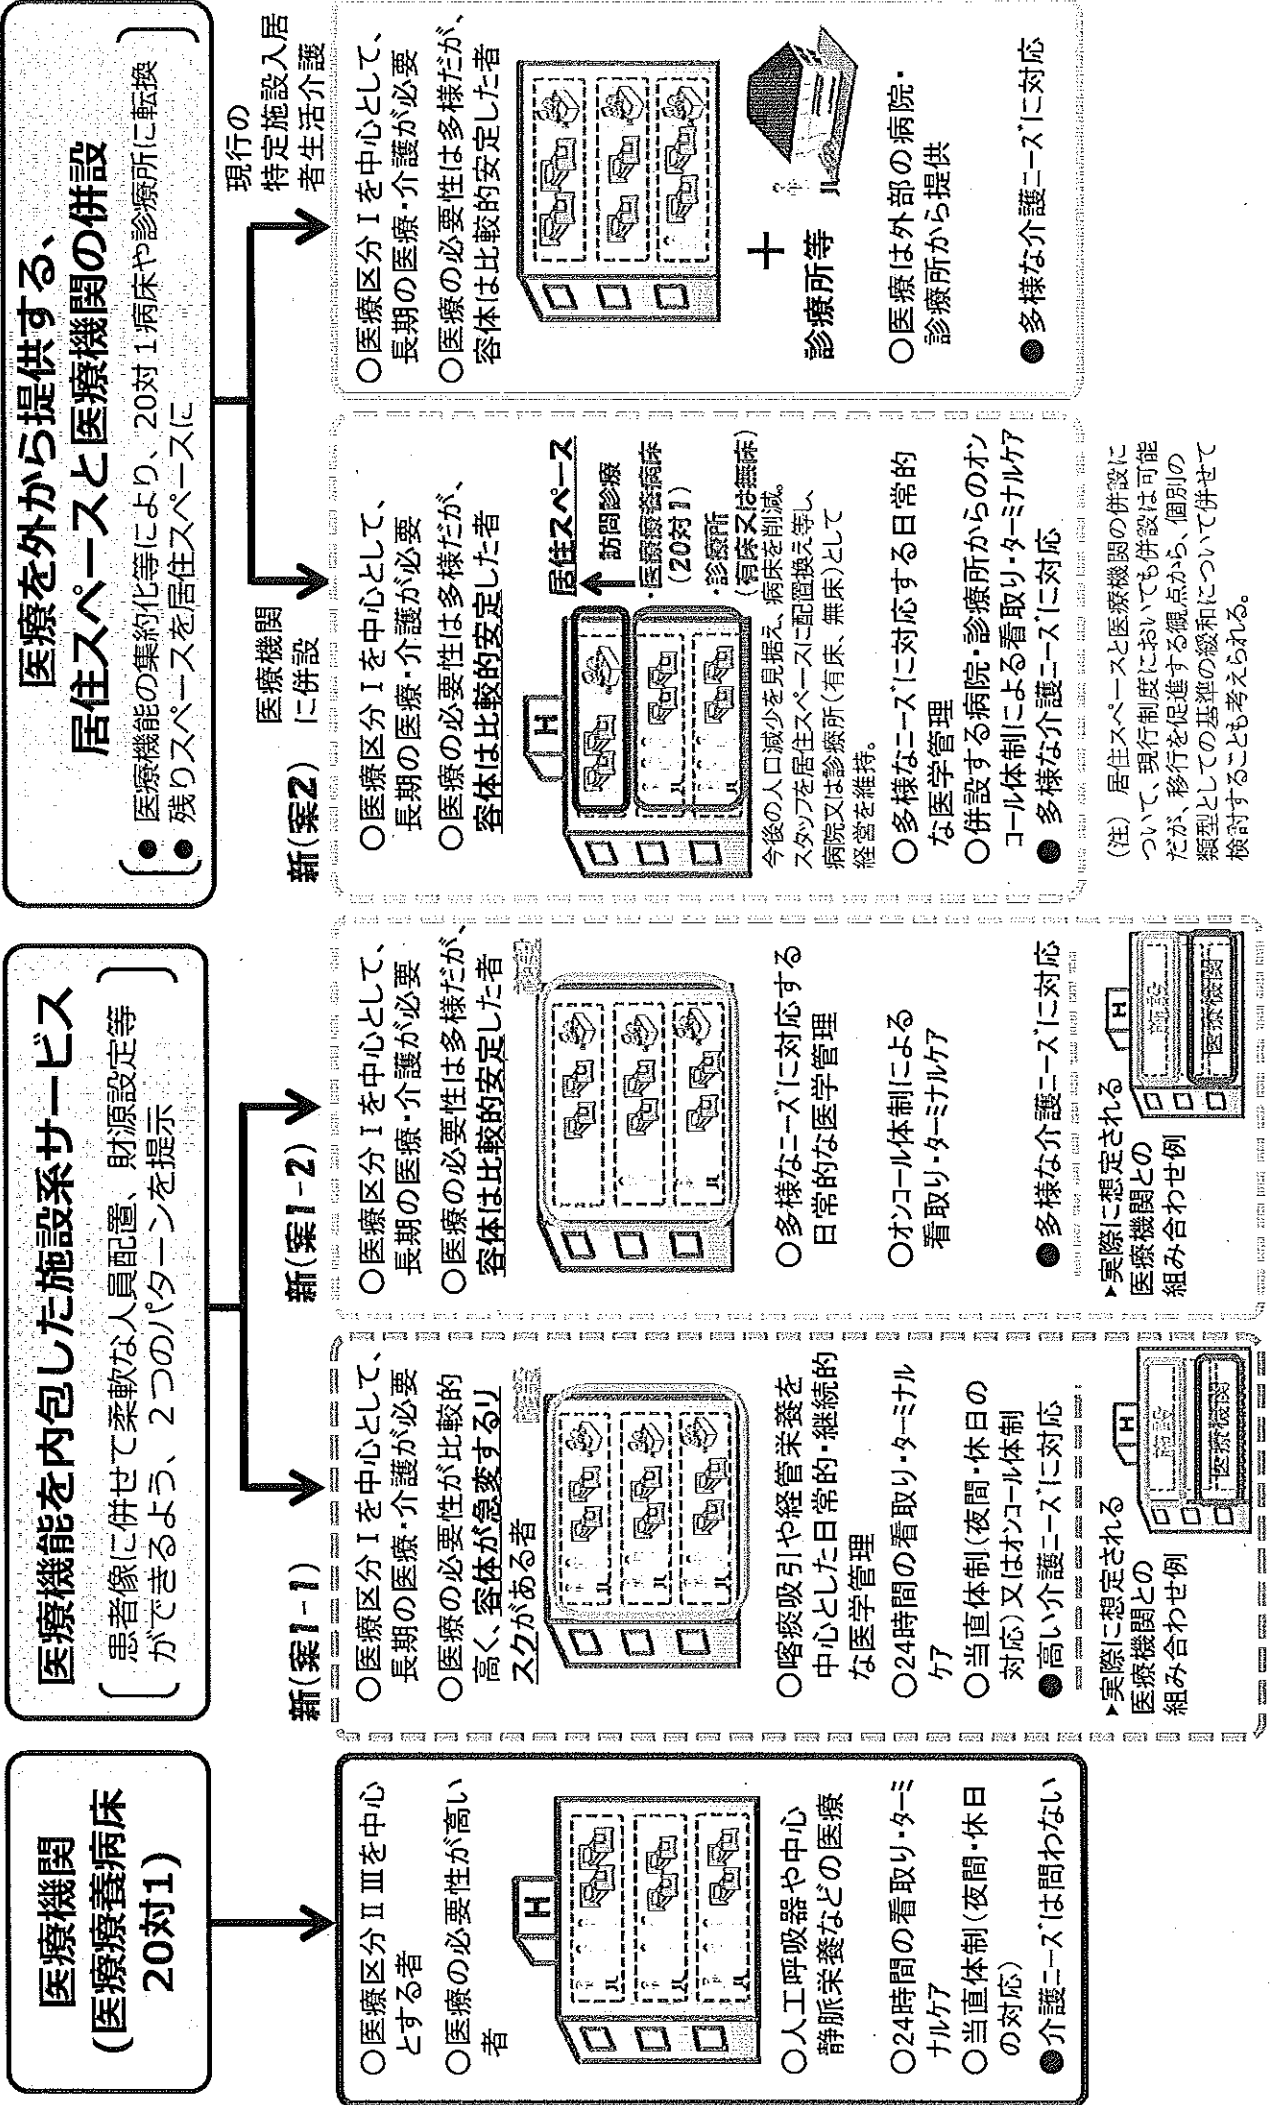 医療機関
(医療療養病床
20対1)
○医療区分ⅡⅢを中心
とする者
○医療の必要性が高い
者
H
○人工呼吸器や中心
静脈栄養などの医療
○24時間の看取り・ターミ
ナルケア
○当直体制(夜間・休日
の対応)
●介護ニーズは問わない
医療機能を内包した施設系サービス
患者像に併せて柔軟な人員配置、財源設定等
ができるよう、2つのパターンを提示
新(案1-1)
○医療区分Ⅰを中心として、
長期の医療・介護が必要
○医療の必要性が比較的
高く、容体が急変するリ
スクがある者
施設
○喀痰吸引や経管栄養を
中心とした日常的・継続的
な医学管理
○24時間の看取り・ターミナル
ケア
○当直体制(夜間・休日の
対応)又はオンコール体制
●高い介護ニーズに対応
▸実際に想定される
医療機関との
組み合わせ例
H
施設
医療機関
新(案1-2)
○医療区分Ⅰを中心として、
長期の医療・介護が必要
○医療の必要性は多様だが、
容体は比較的安定した者
施設
○多様なニーズに対応する
日常的な医学管理
○オンコール体制による
看取り・ターミナルケア
●多様な介護ニーズに対応
▸実際に想定される
医療機関との
組み合わせ例
H
施設
医療機関
医療を外から提供する、
居住スペースと医療機関の併設
● 医療機能の集約化等により、20対1病床や診療所に転換
● 残りスペースを居住スペースに
新(案2)
医療機関
に併設
○医療区分Ⅰを中心として、
長期の医療・介護が必要
○医療の必要性は多様だが、
容体は比較的安定した者
H
居住スペース
訪問診療
・医療療養病床
(20対1)
・診療所
(有床又は無床)
今後の人口減少を見据え、病床を削減。
スタッフを居住スペースに配置換え等し、
病院又は診療所(有床、無床)として
経営を維持。
○多様なニーズに対応する日常的
な医学管理
○併設する病院・診療所からのオン
コール体制による看取り・ターミナルケア
● 多様な介護ニーズに対応
現行の
特定施設入居
者生活介護
○医療区分Ⅰを中心として、
長期の医療・介護が必要
○医療の必要性は多様だが、
容体は比較的安定した者
+
診療所等
○医療は外部の病院・
診療所から提供
●多様な介護ニーズに対応
(注) 居住スペースと医療機関の併設に
ついて、現行制度においても併設は可能
だが、移行を促進する観点から、個別の
類型としての基準の緩和について併せて
検討することも考えられる。